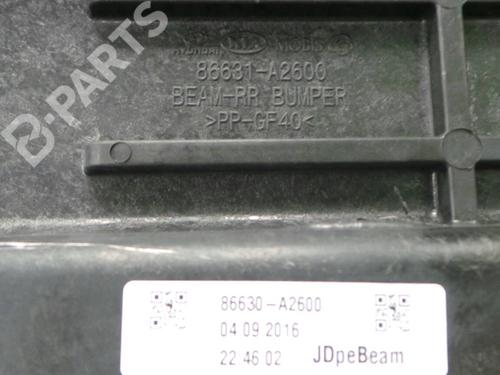 HYUNDAI KIA MOBIS
86631-A2600
BEAM-RR BUMPER
>PP-GF40<
B-PARTS
86630-A2600
04 09 2016
22 46 02 JDpeBeam